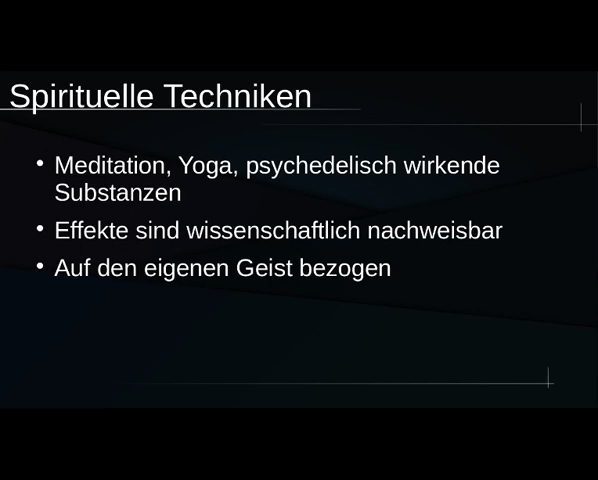 Spirituelle Techniken
• Meditation, Yoga, psychedelisch wirkende
Substanzen
• Effekte sind wissenschaftlich nachweisbar
• Auf den eigenen Geist bezogen